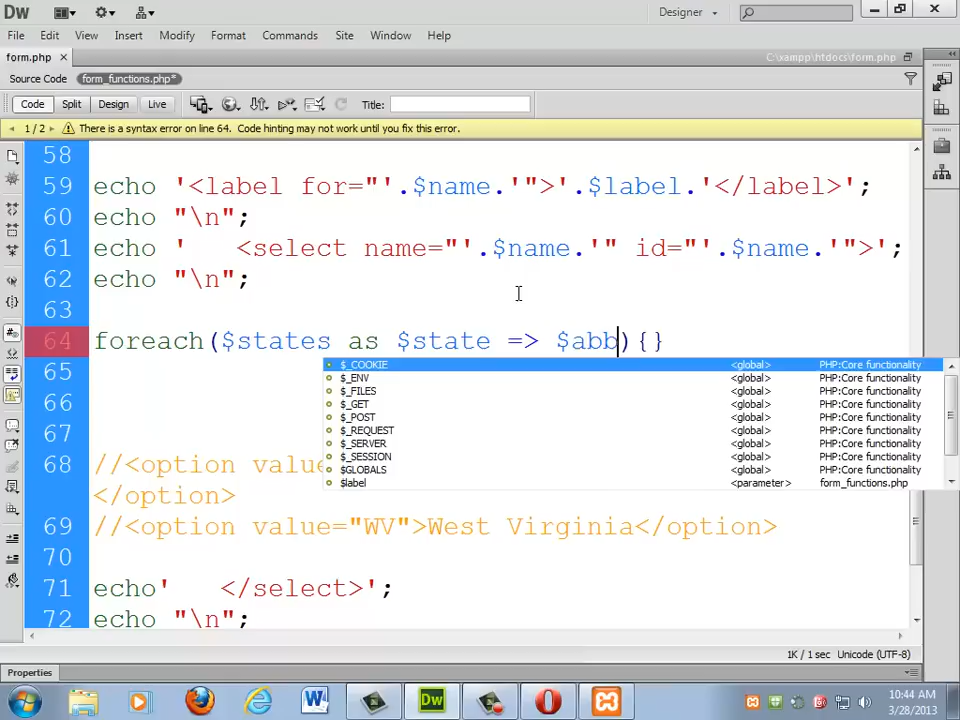 Dw
Designer
File Edit View Insert Modify Format Commands Site Window Help
form.php × C:\xampp\htdocs\form.php
Source Code form_functions.php*
Code Split Design Live Title:
1 / 2 There is a syntax error on line 64. Code hinting may not work until you fix this error.
58
59 echo '<label for="'.$name.'">'.$label.'</label>';
60 echo "\n";
61 echo '   <select name="'.$name.'" id="'.$name.'">';
62 echo "\n";
63
64 foreach($states as $state => $abb){}
65 $_COOKIE <global> PHP:Core functionality
$_ENV <global> PHP:Core functionality
$_FILES <global> PHP:Core functionality
66 $_GET <global> PHP:Core functionality
$_POST <global> PHP:Core functionality
67 $_REQUEST <global> PHP:Core functionality
$_SERVER <global> PHP:Core functionality
$_SESSION <global> PHP:Core functionality
68 //<option value= $GLOBALS <global> PHP:Core functionality
$label <parameter> form_functions.php
</option>
69 //<option value="WV">West Virginia</option>
70
71 echo'   </select>';
72 echo "\n";
1K / 1 sec Unicode (UTF-8)
Properties
W Dw 10:44 AM
3/28/2013